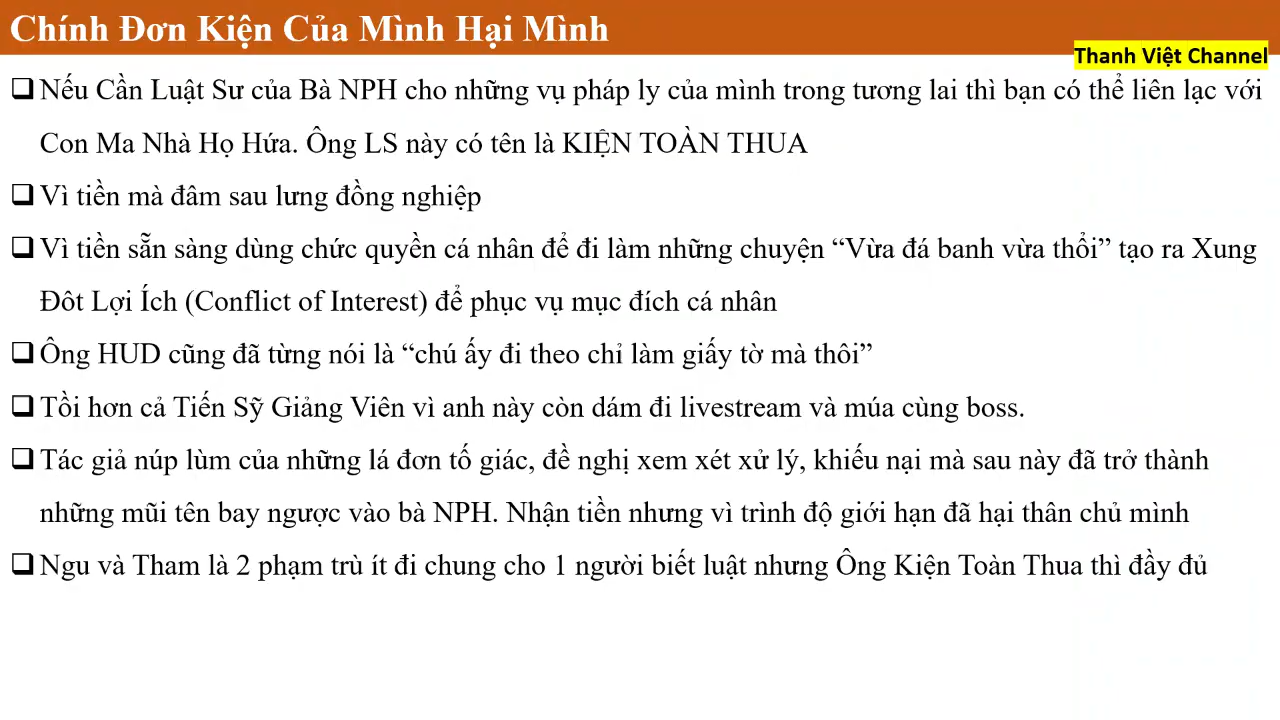 Chính Đơn Kiện Của Mình Hại Mình
Thanh Việt Channel
❑ Nếu Cần Luật Sư của Bà NPH cho những vụ pháp ly của mình trong tương lai thì bạn có thể liên lạc với
Con Ma Nhà Họ Hứa. Ông LS này có tên là KIỆN TOÀN THUA
❑ Vì tiền mà đâm sau lưng đồng nghiệp
❑ Vì tiền sẵn sàng dùng chức quyền cá nhân để đi làm những chuyện “Vừa đá banh vừa thổi” tạo ra Xung
Đôt Lợi Ích (Conflict of Interest) để phục vụ mục đích cá nhân
❑ Ông HUD cũng đã từng nói là “chú ấy đi theo chỉ làm giấy tờ mà thôi”
❑ Tồi hơn cả Tiến Sỹ Giảng Viên vì anh này còn dám đi livestream và múa cùng boss.
❑ Tác giả núp lùm của những lá đơn tố giác, đề nghị xem xét xử lý, khiếu nại mà sau này đã trở thành
những mũi tên bay ngược vào bà NPH. Nhận tiền nhưng vì trình độ giới hạn đã hại thân chủ mình
❑ Ngu và Tham là 2 phạm trù ít đi chung cho 1 người biết luật nhưng Ông Kiện Toàn Thua thì đầy đủ